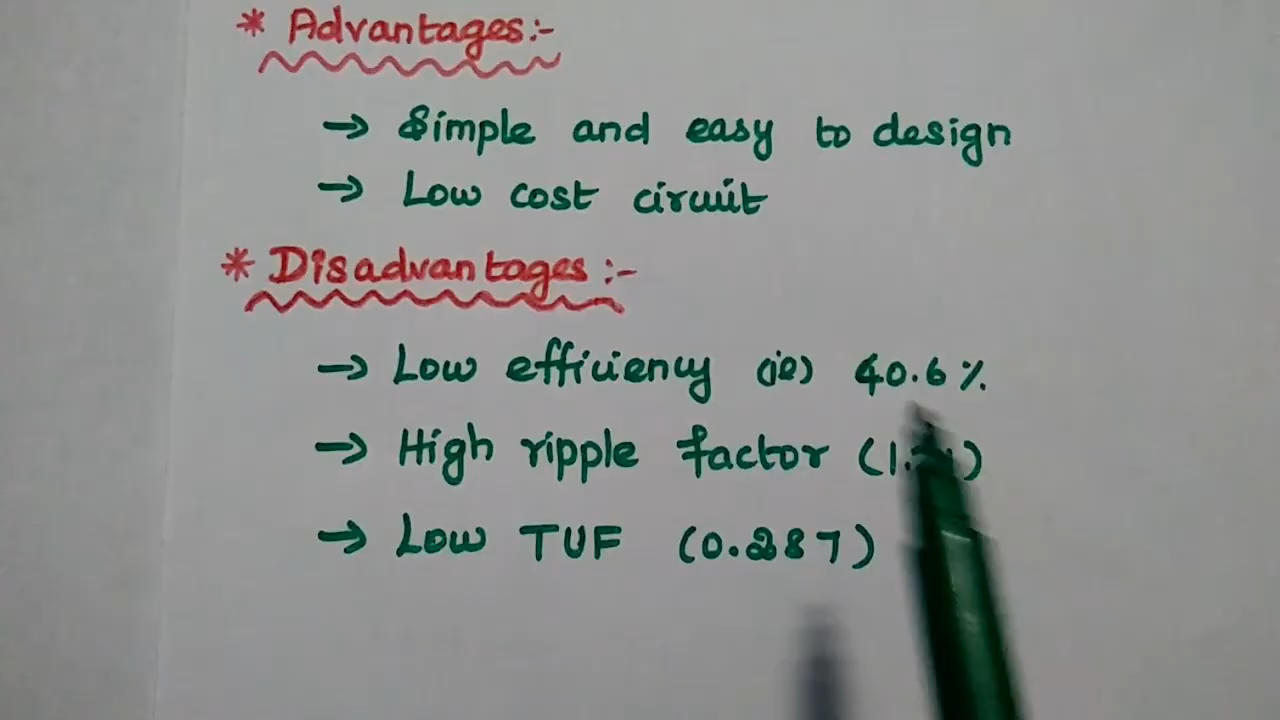 * Advantages:-
→ Simple and easy to design
→ Low cost circuit
* Disadvantages:-
→ Low efficiency (ie) 40.6%
→ High ripple factor (1.
→ Low TUF (0.287)